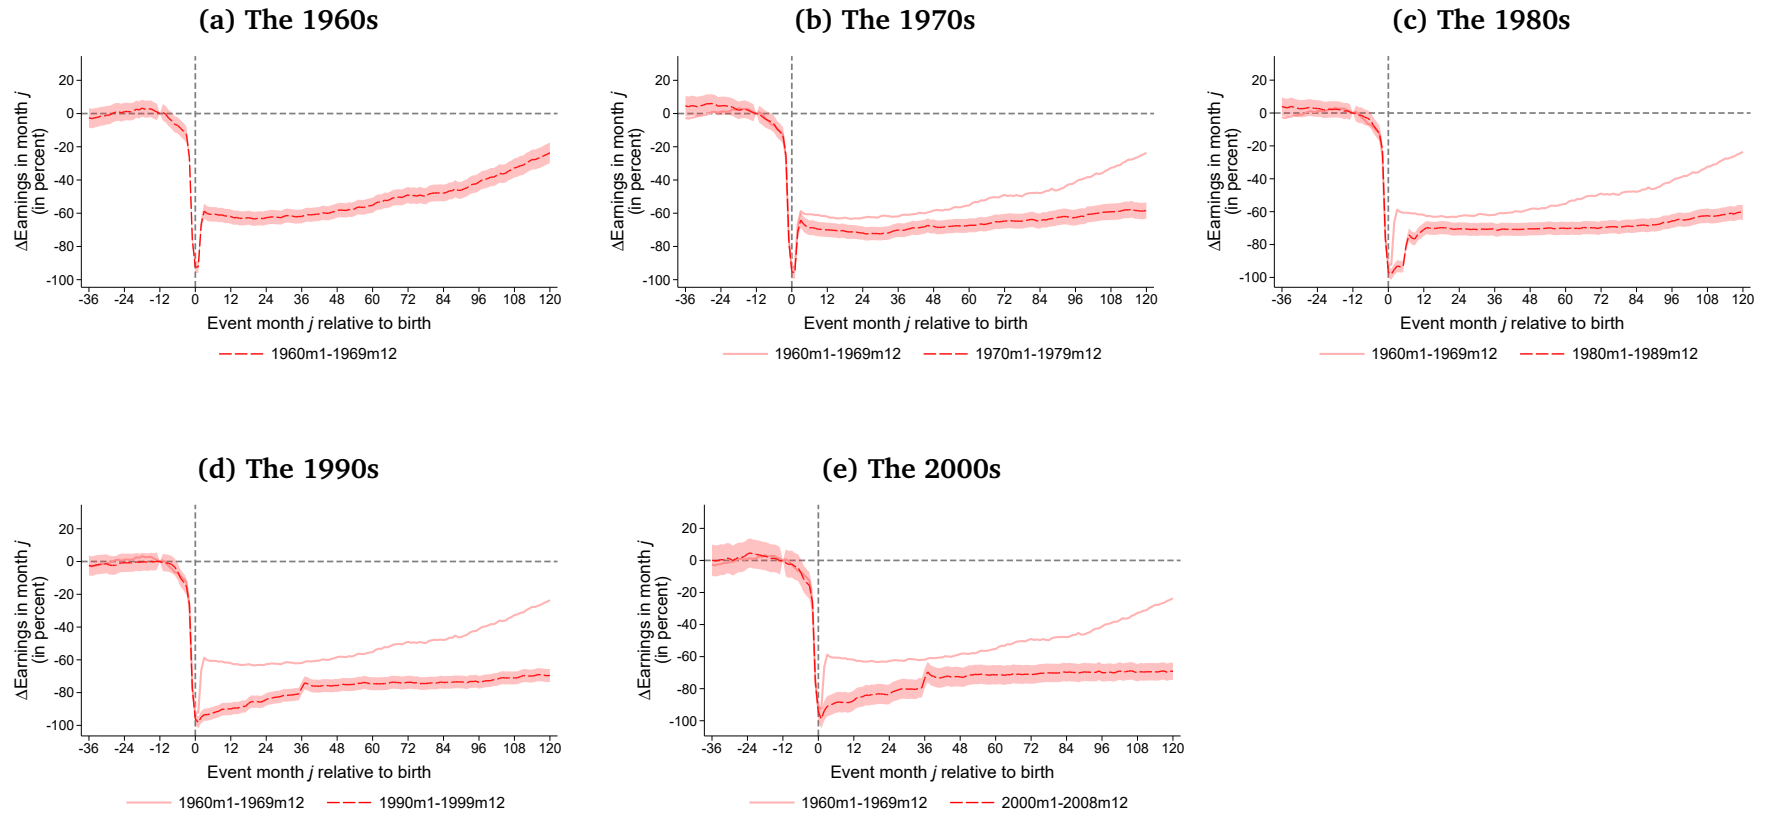 (a) The 1960s
ΔEarnings in month j
(in percent)
20
0
-20
-40
-60
-80
-100
-36 -24 -12 0 12 24 36 48 60 72 84 96 108 120
Event month j relative to birth
1960m1-1969m12
(b) The 1970s
ΔEarnings in month j
(in percent)
20
0
-20
-40
-60
-80
-100
-36 -24 -12 0 12 24 36 48 60 72 84 96 108 120
Event month j relative to birth
1960m1-1969m12 1970m1-1979m12
(c) The 1980s
ΔEarnings in month j
(in percent)
20
0
-20
-40
-60
-80
-100
-36 -24 -12 0 12 24 36 48 60 72 84 96 108 120
Event month j relative to birth
1960m1-1969m12 1980m1-1989m12
(d) The 1990s
ΔEarnings in month j
(in percent)
20
0
-20
-40
-60
-80
-100
-36 -24 -12 0 12 24 36 48 60 72 84 96 108 120
Event month j relative to birth
1960m1-1969m12 1990m1-1999m12
(e) The 2000s
ΔEarnings in month j
(in percent)
20
0
-20
-40
-60
-80
-100
-36 -24 -12 0 12 24 36 48 60 72 84 96 108 120
Event month j relative to birth
1960m1-1969m12 2000m1-2008m12